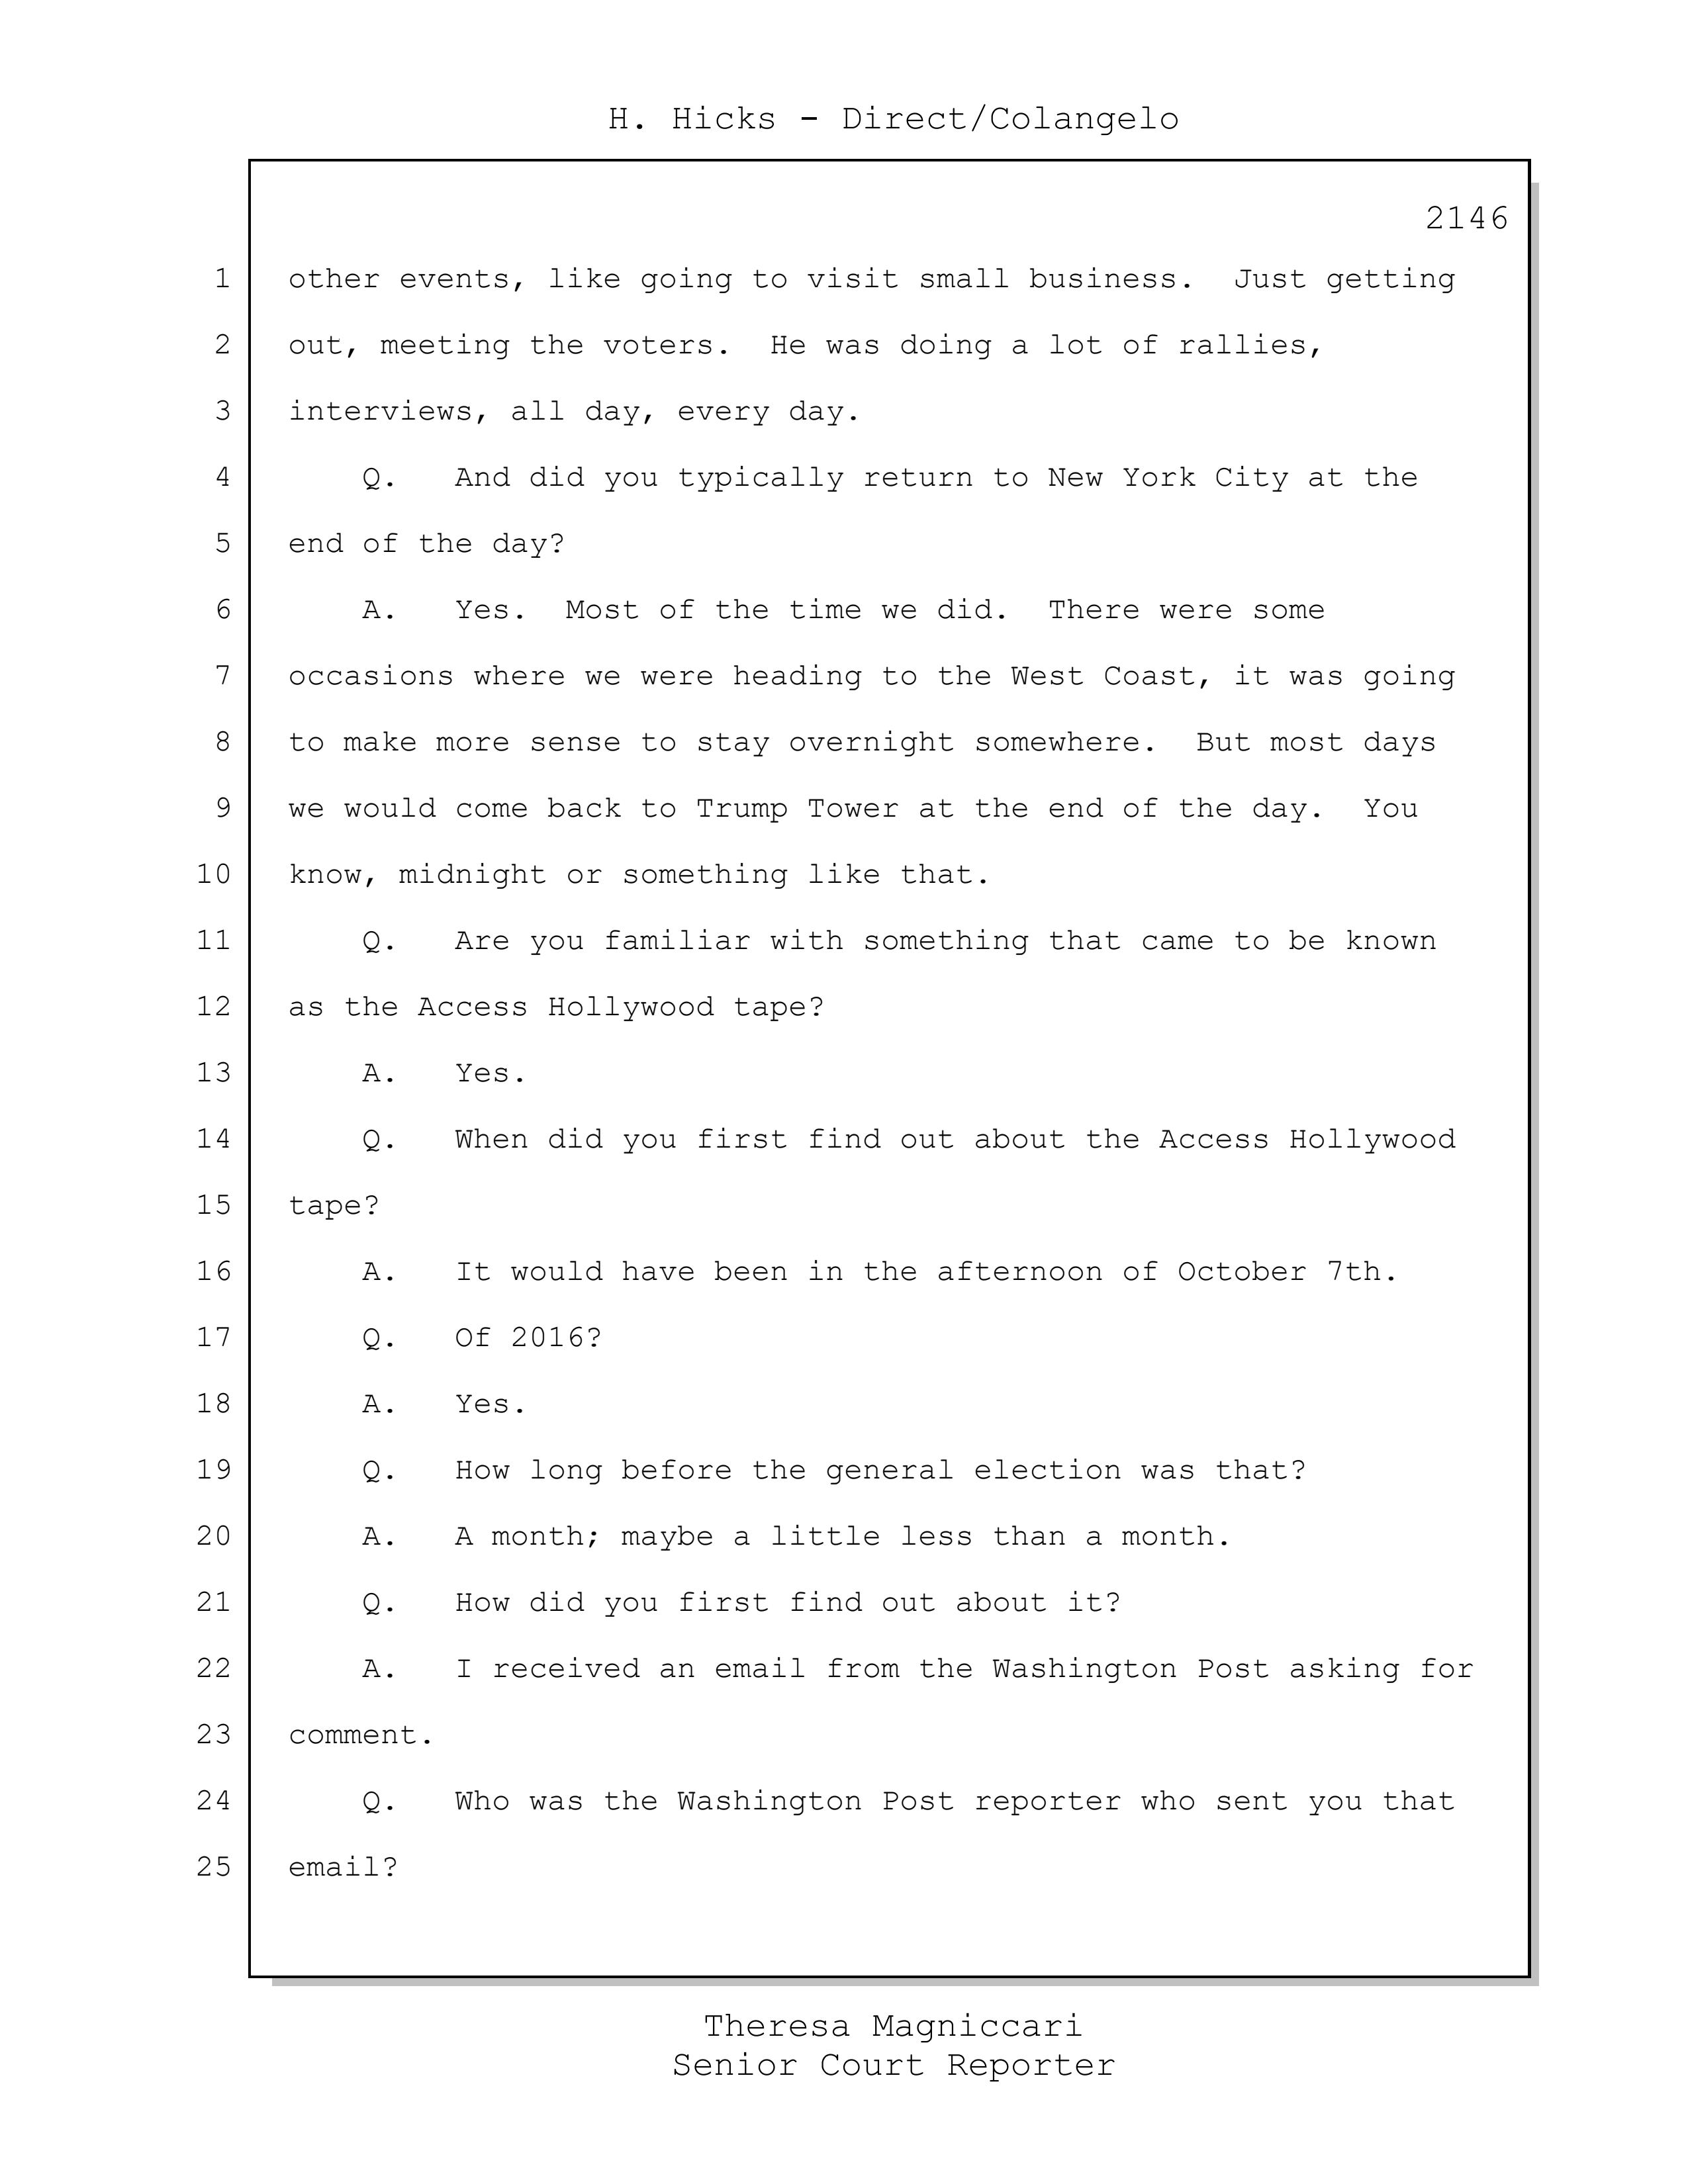 H. Hicks - Direct/Colangelo
2146
1 other events, like going to visit small business. Just getting
2 out, meeting the voters. He was doing a lot of rallies,
3 interviews, all day, every day.
4 Q. And did you typically return to New York City at the
5 end of the day?
6 A. Yes. Most of the time we did. There were some
7 occasions where we were heading to the West Coast, it was going
8 to make more sense to stay overnight somewhere. But most days
9 we would come back to Trump Tower at the end of the day. You
10 know, midnight or something like that.
11 Q. Are you familiar with something that came to be known
12 as the Access Hollywood tape?
13 A. Yes.
14 Q. When did you first find out about the Access Hollywood
15 tape?
16 A. It would have been in the afternoon of October 7th.
17 Q. Of 2016?
18 A. Yes.
19 Q. How long before the general election was that?
20 A. A month; maybe a little less than a month.
21 Q. How did you first find out about it?
22 A. I received an email from the Washington Post asking for
23 comment.
24 Q. Who was the Washington Post reporter who sent you that
25 email?
Theresa Magniccari
Senior Court Reporter